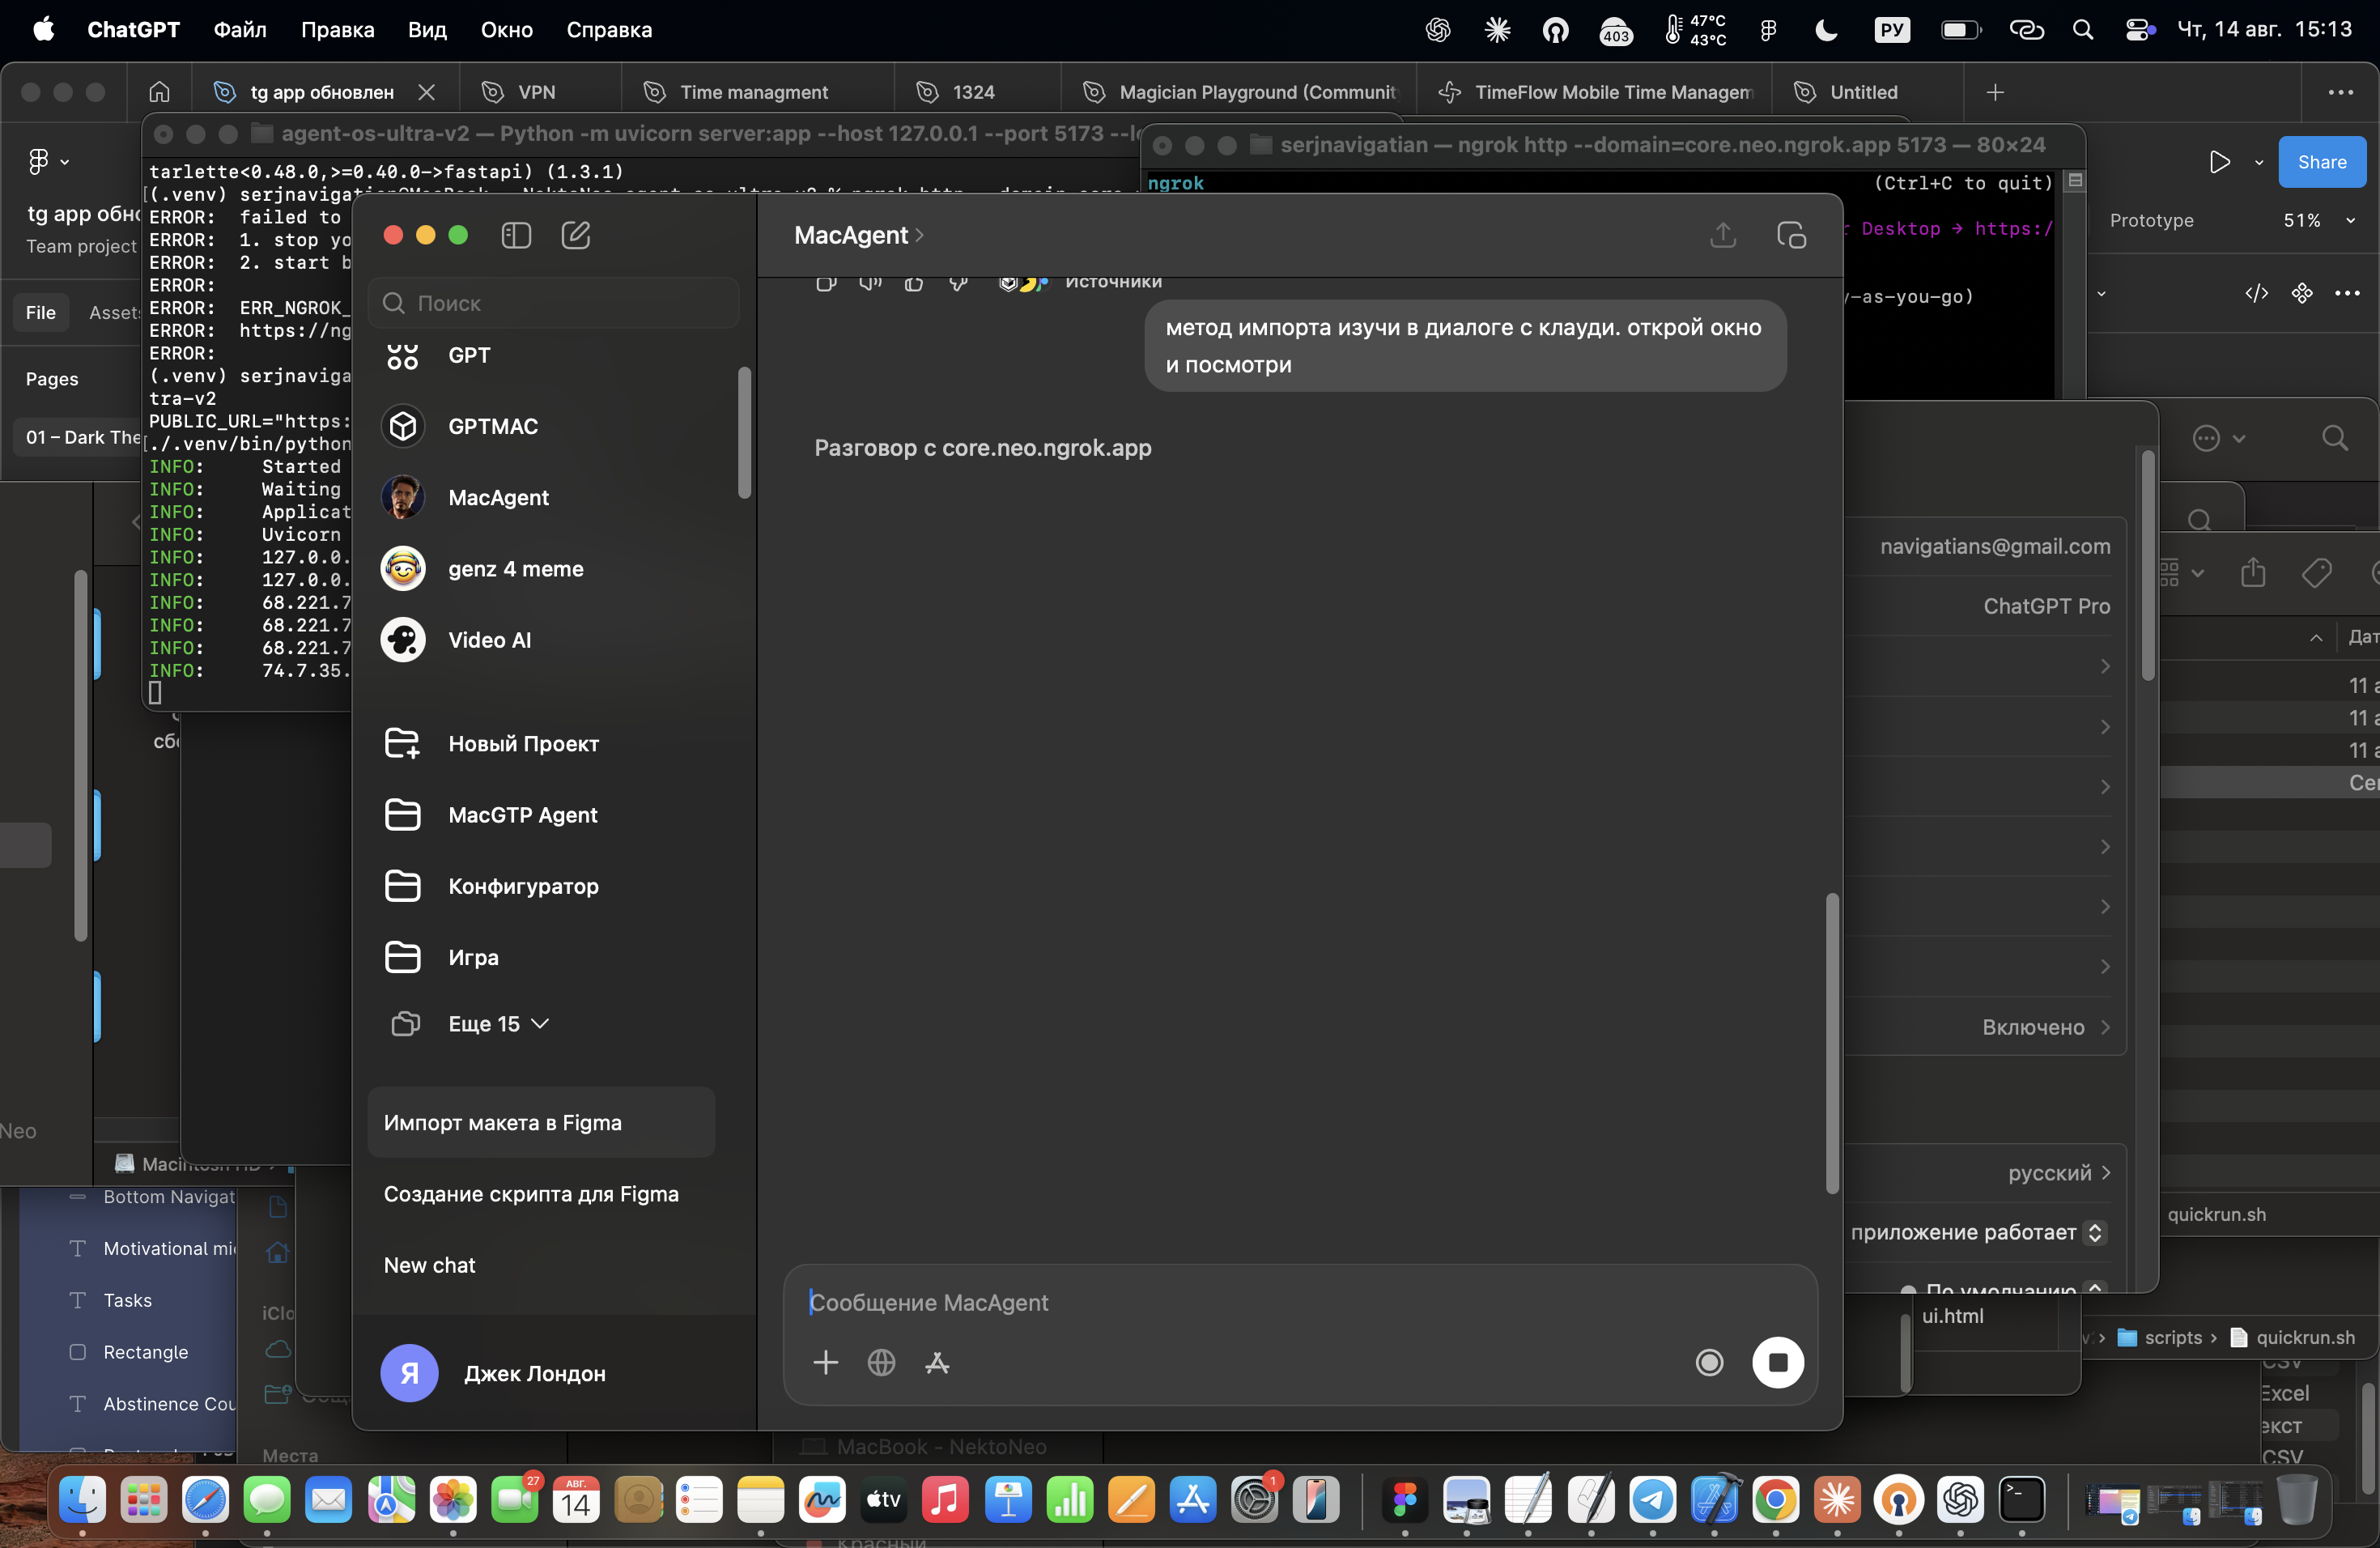 ChatGPT Файл Правка Вид Окно Справка
403 47°C 43°C РУ Чт, 14 авг. 15:13
tg app обновлен VPN Time managment 1324 Magician Playground (Communit TimeFlow Mobile Time Managem Untitled
agent-os-ultra-v2 — Python -m uvicorn server:app --host 127.0.0.1 --port 5173 --lo
serjnavigatian — ngrok http --domain=core.neo.ngrok.app 5173 — 80×24
Share
tg app обно
Team project
Prototype 51%
File Assets
Pages
01 – Dark The
tarlette<0.48.0,>=0.40.0->fastapi) (1.3.1)
(.venv) serjnavigatian@MacBook
ERROR: failed to
ERROR: 1. stop yo
ERROR: 2. start b
ERROR:
ERROR: ERR_NGROK_
ERROR: https://ng
ERROR:
(.venv) serjnaviga
tra-v2
PUBLIC_URL="https:
./.venv/bin/python
INFO: Started
INFO: Waiting
INFO: Applicat
INFO: Uvicorn
INFO: 127.0.0.
INFO: 127.0.0.
INFO: 68.221.7
INFO: 68.221.7
INFO: 68.221.7
INFO: 74.7.35.
ngrok (Ctrl+C to quit)
r Desktop → https:/
y-as-you-go)
Поиск
GPT
GPTMAC
MacAgent
genz 4 meme
Video AI
Новый Проект
MacGTP Agent
Конфигуратор
Игра
Еще 15
Импорт макета в Figma
Создание скрипта для Figma
New chat
Я Джек Лондон
MacAgent
Источники
метод импорта изучи в диалоге с клауди. открой окно
и посмотри
Разговор с core.neo.ngrok.app
Сообщение MacAgent
navigatians@gmail.com
ChatGPT Pro
Включено
русский
приложение работает
По умолчанию
ui.html
Дат
11 а
11 а
11 а
Сег
quickrun.sh
scripts quickrun.sh
CSV
Excel
екст
CSV
сбо
Neo
Macintosh HD
Bottom Navigat
Motivational mi
Tasks
Rectangle
Abstinence Cou
iClo
Места
MacBook - NektoNeo
Красный
27
АВГ.
14
tv
1